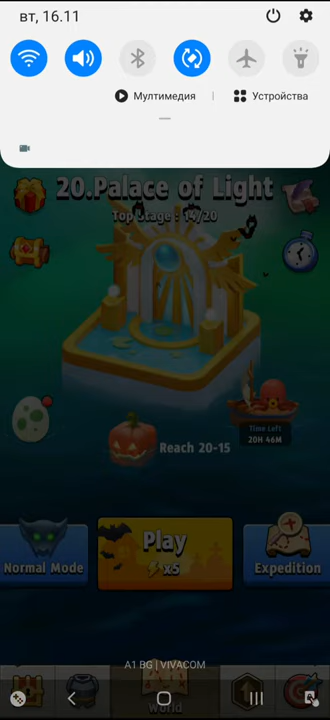 вт, 16.11
Мултимедия
Устройства
20.Palace of Light
Top Stage : 14/20
Time Left
20H 46M
Reach 20-15
Normal Mode
Play
x5
Expedition
A1 BG | VIVACOM
World